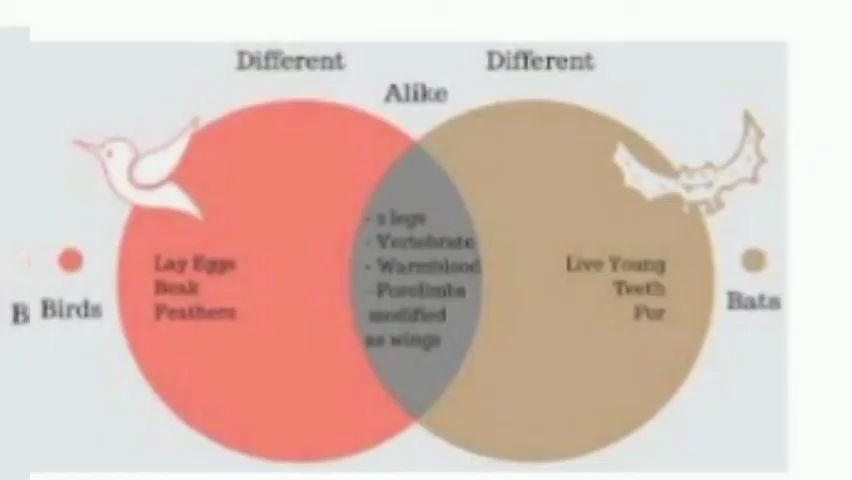 Different
Different
Alike
- 2 legs
- Vertebrate
- Warmblood
- Forelimbs
modified
as wings
Lay Eggs
Beak
Feathers
Live Young
Teeth
Fur
B
Birds
Bats